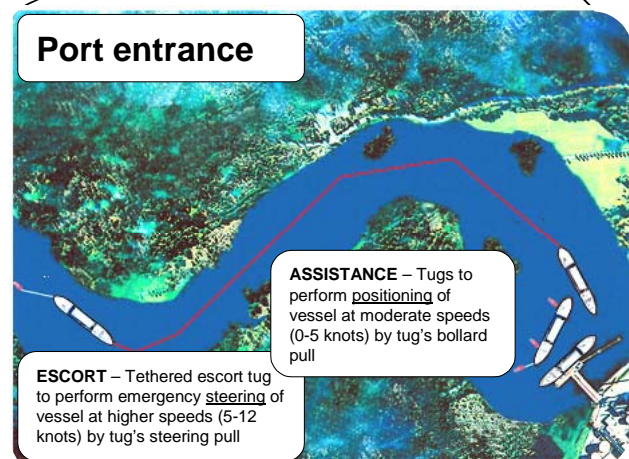 Port entrance
ASSISTANCE – Tugs to
perform positioning of
vessel at moderate speeds
(0-5 knots) by tug's bollard
pull
ESCORT – Tethered escort tug
to perform emergency steering of
vessel at higher speeds (5-12
knots) by tug's steering pull